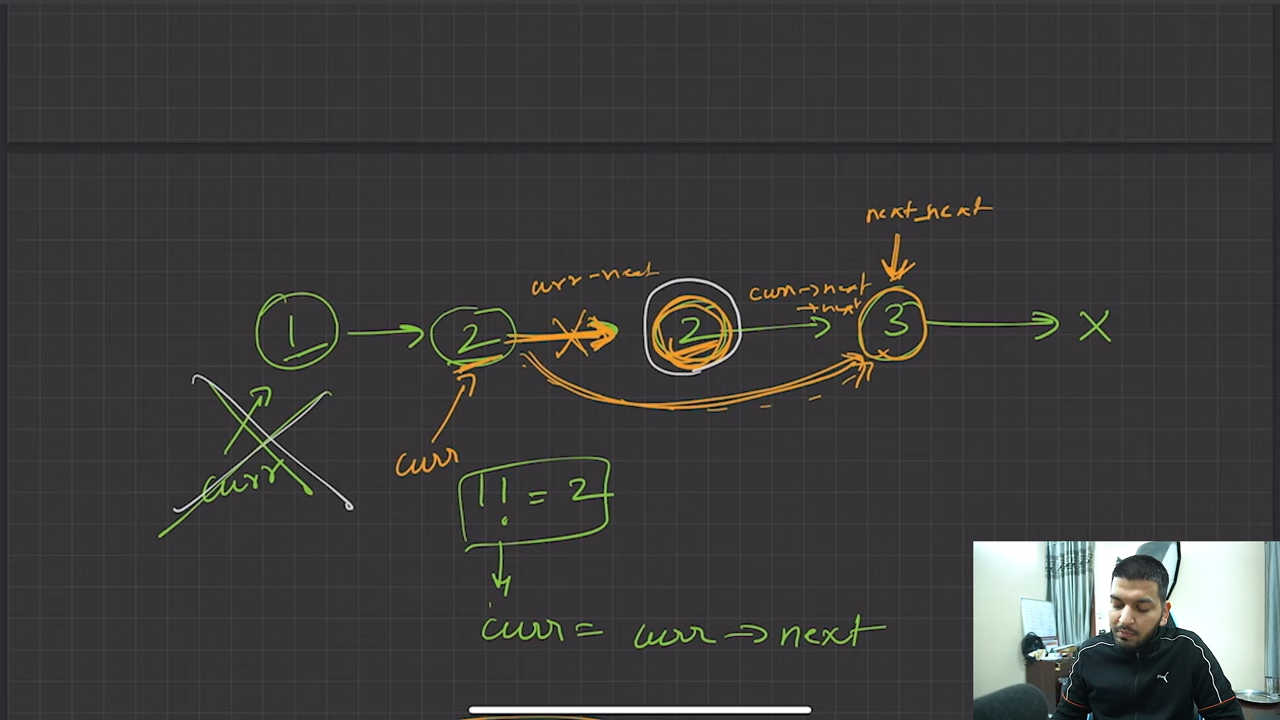 next_next
curr-next
curr->next
->next
1 -> 2 -> 2 -> 3 -> X
curr
curr
1 != 2
curr = curr -> next